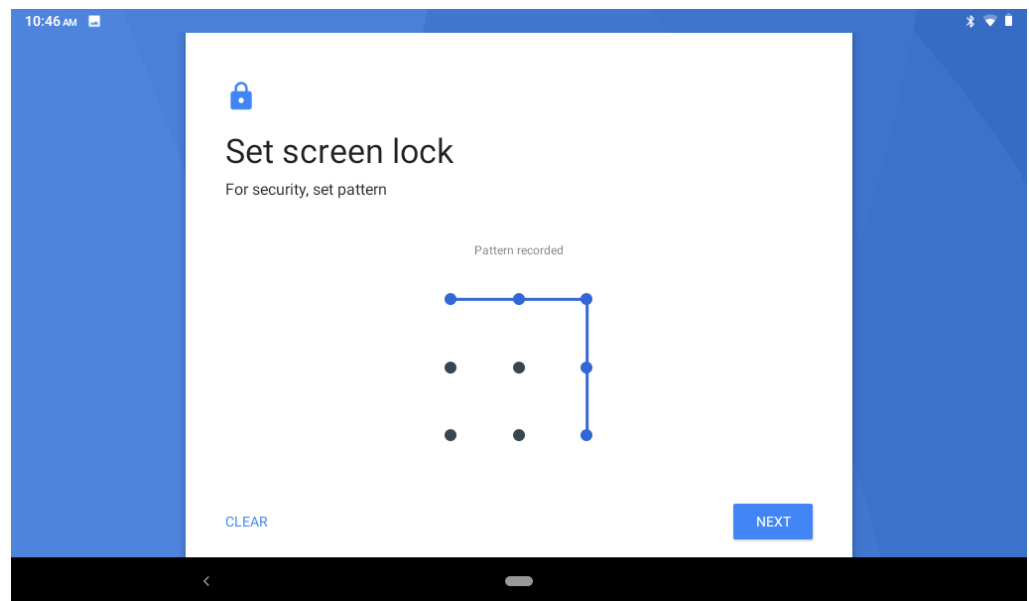 10:46 AM
Set screen lock
For security, set pattern
Pattern recorded
CLEAR
NEXT